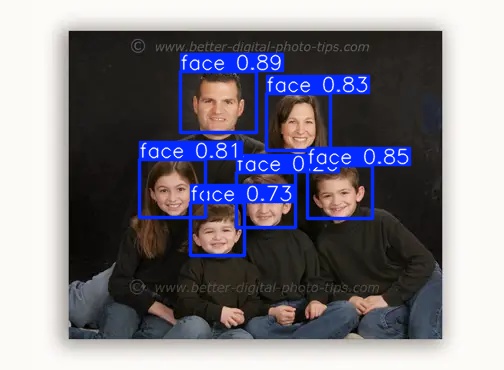 © www.better-digital-photo-tips.com
face 0.89
face 0.83
face 0.81
face 0.85
face 0.73
© www.better-digital-photo-tips.com